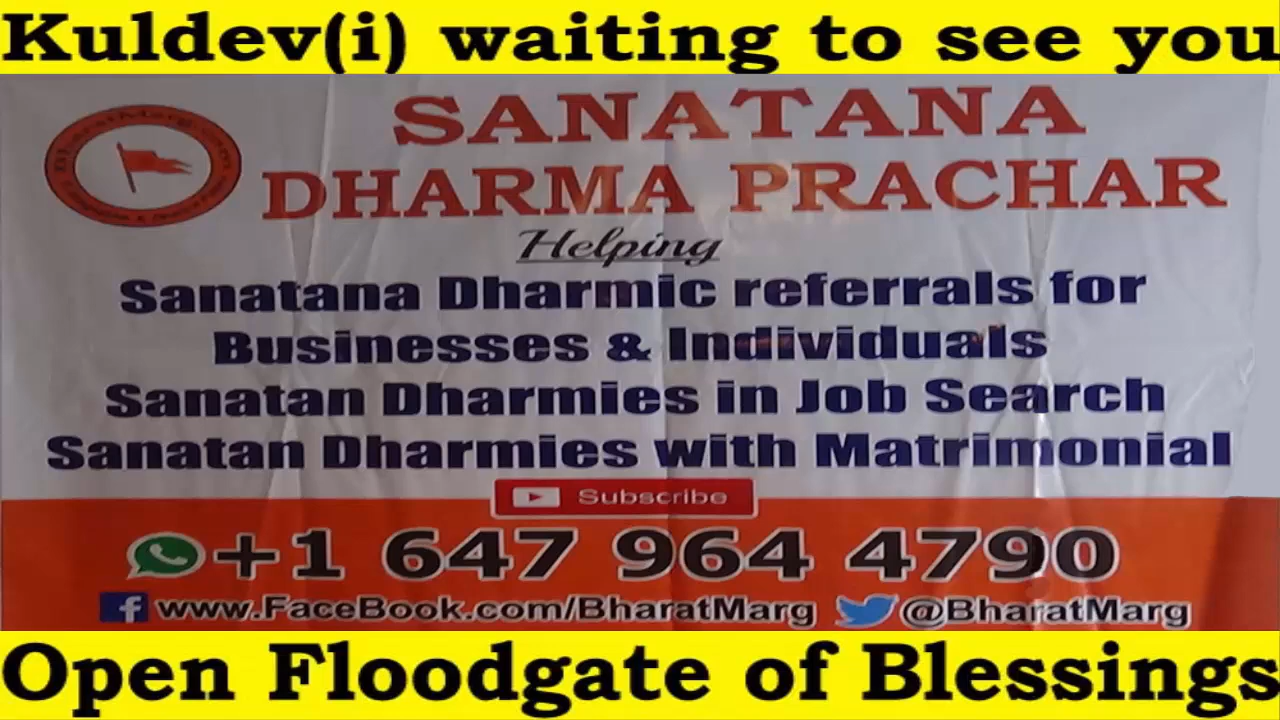 Kuldev(i) waiting to see you
SANATANA
DHARMA PRACHAR
Helping
Sanatana Dharmic referrals for
Businesses & Individuals
Sanatan Dharmies in Job Search
Sanatan Dharmies with Matrimonial
Subscribe
+1 647 964 4790
www.FaceBook.com/BharatMarg @BharatMarg
Open Floodgate of Blessings